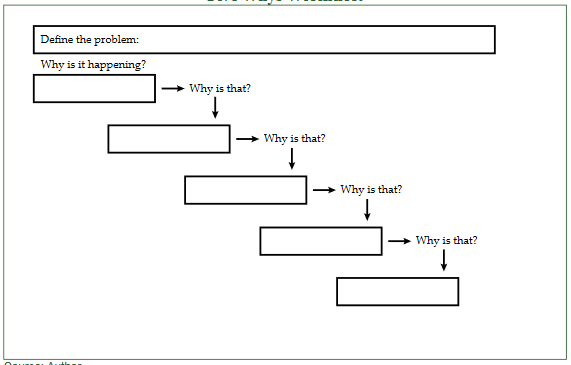 Define the problem:
Why is it happening?
Why is that?
Why is that?
Why is that?
Why is that?